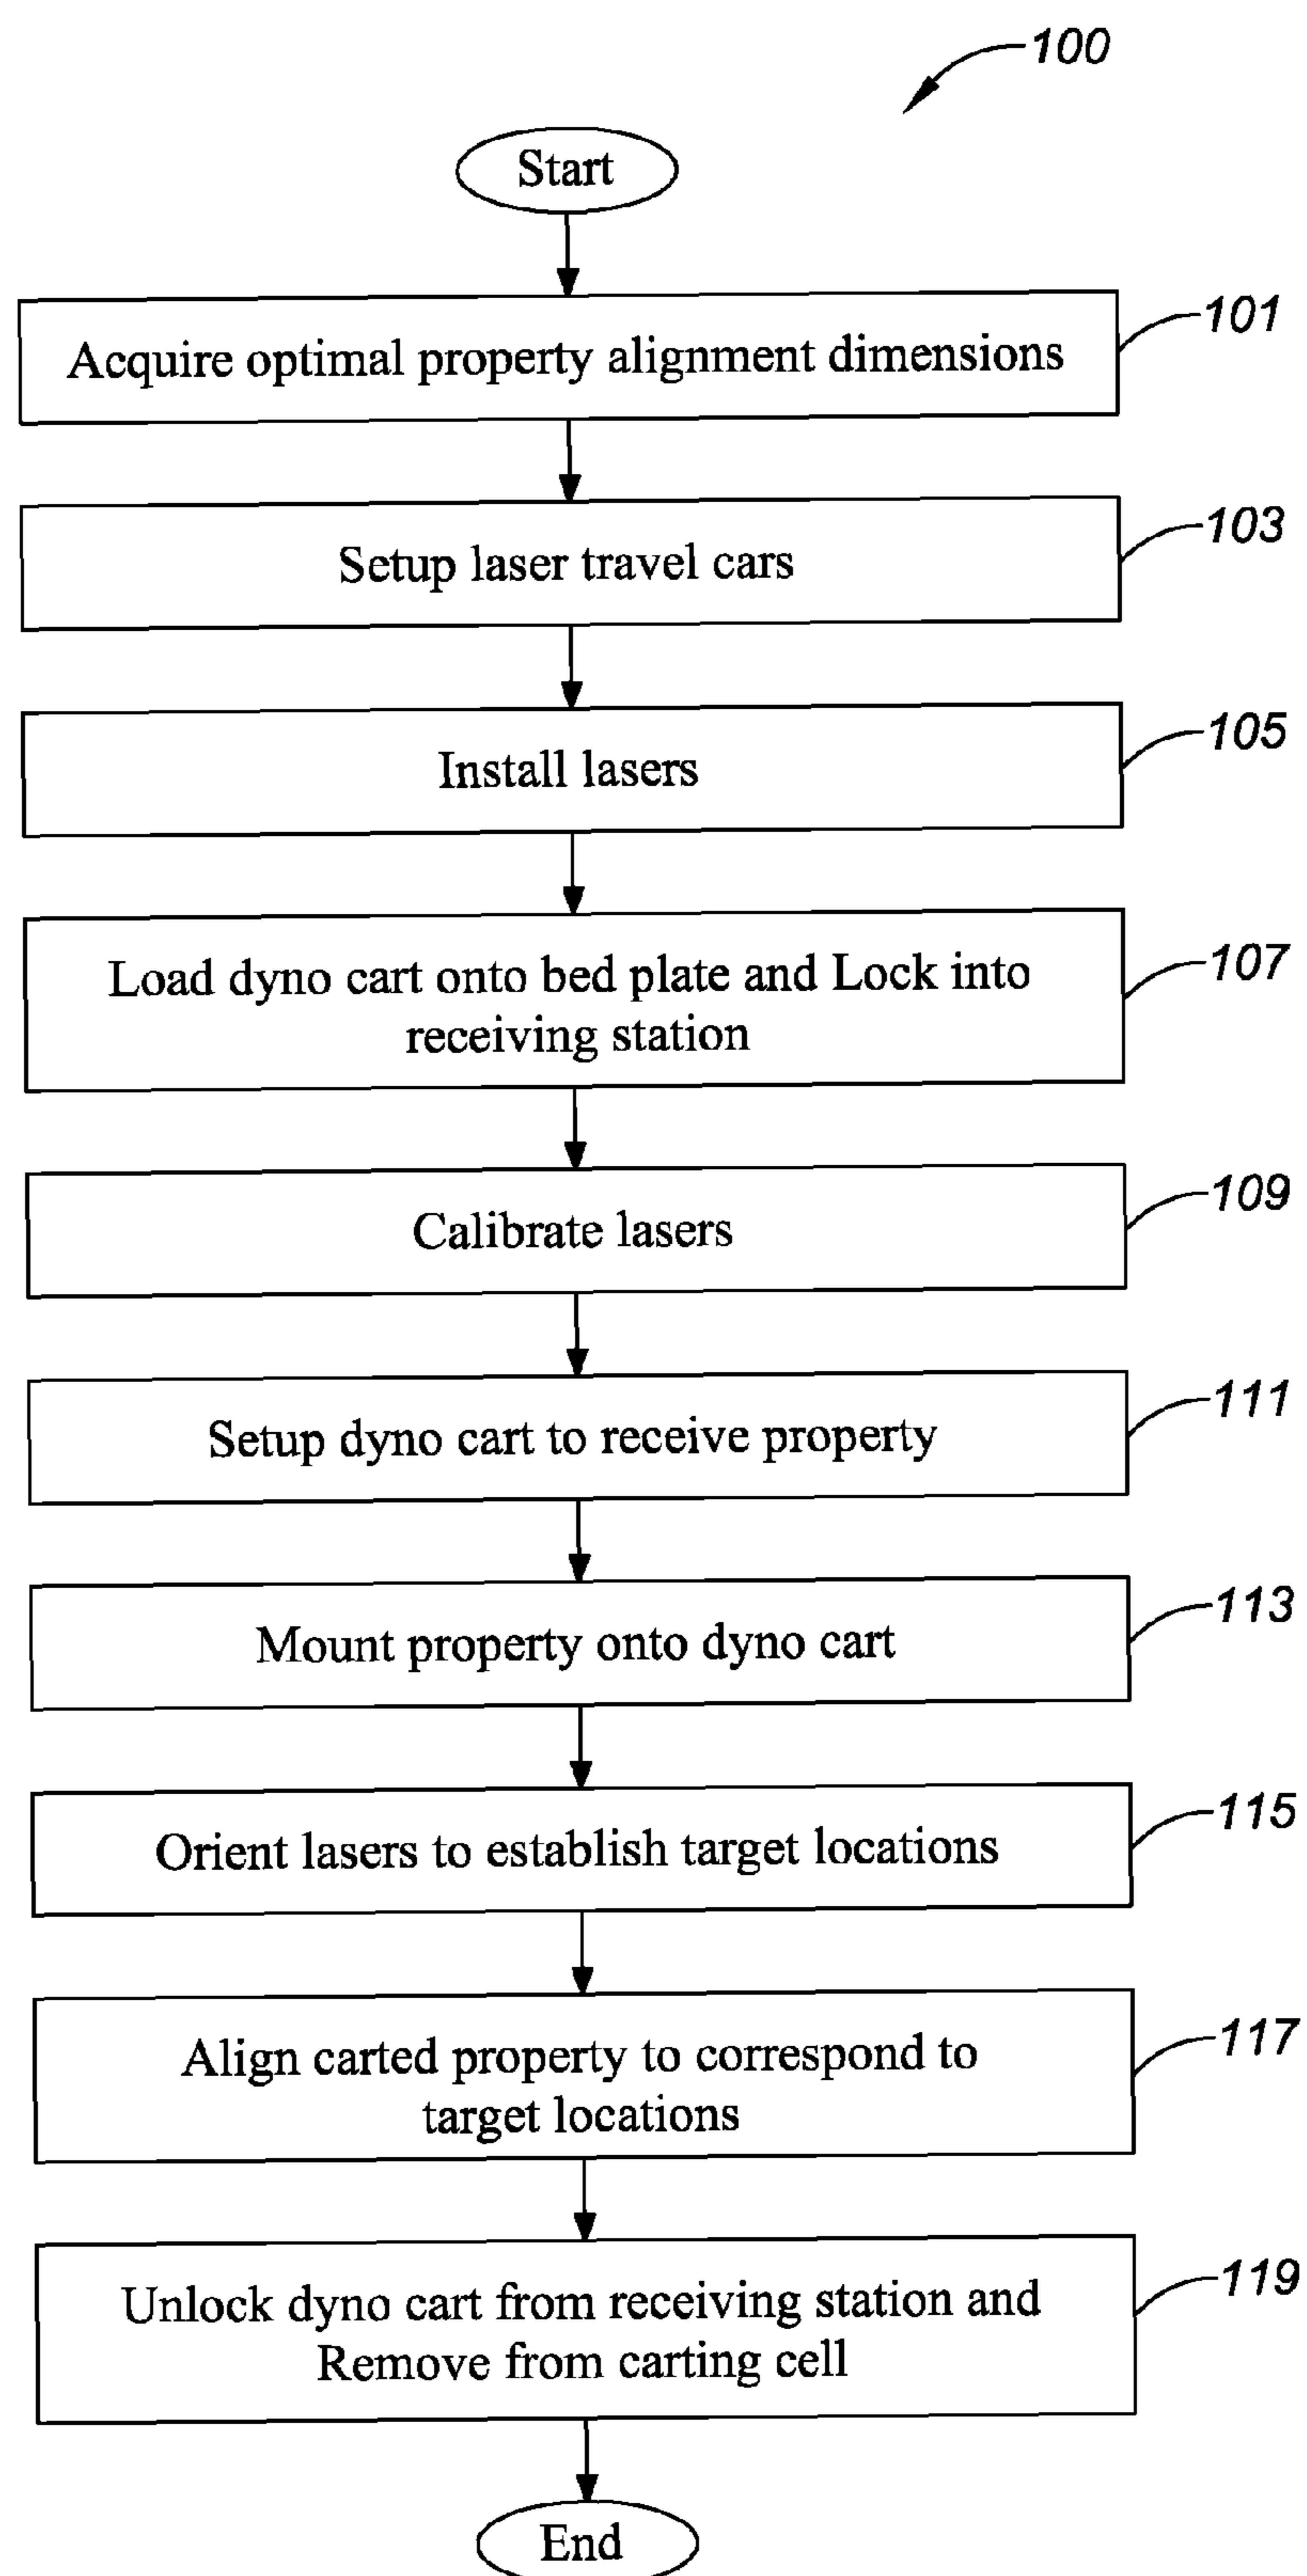 100
Start
Acquire optimal property alignment dimensions
101
Setup laser travel cars
103
Install lasers
105
Load dyno cart onto bed plate and Lock into
receiving station
107
Calibrate lasers
109
Setup dyno cart to receive property
111
Mount property onto dyno cart
113
Orient lasers to establish target locations
115
Align carted property to correspond to
target locations
117
Unlock dyno cart from receiving station and
Remove from carting cell
119
End